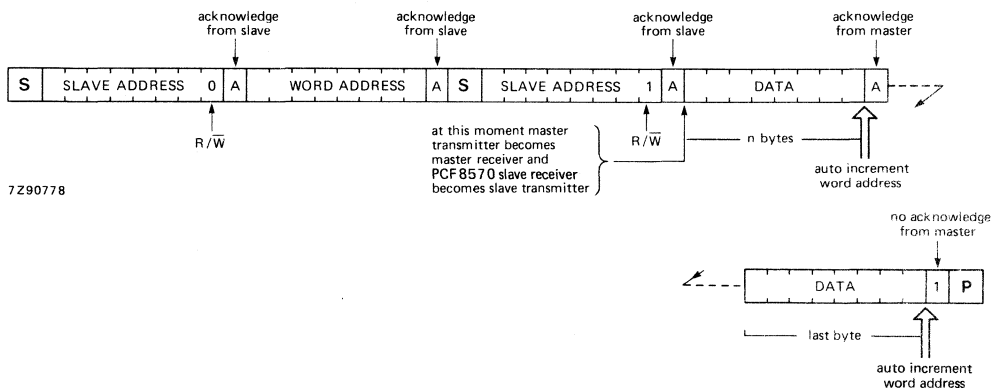 acknowledge
from slave
acknowledge
from slave
acknowledge
from slave
acknowledge
from master
S SLAVE ADDRESS 0 A WORD ADDRESS A S SLAVE ADDRESS 1 A DATA A
R/W̅
at this moment master
transmitter becomes
master receiver and
PCF8570 slave receiver
becomes slave transmitter
R/W̅
n bytes
auto increment
word address
7Z90778
no acknowledge
from master
DATA 1 P
last byte
auto increment
word address